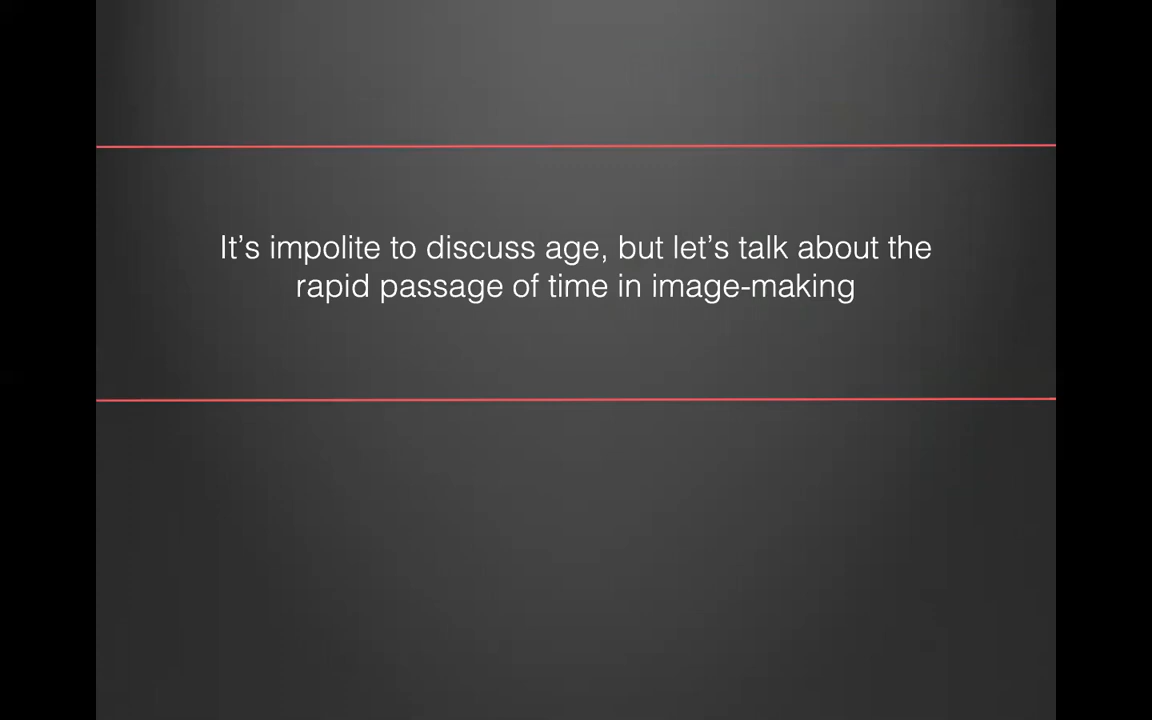 It’s impolite to discuss age, but let’s talk about the
rapid passage of time in image-making